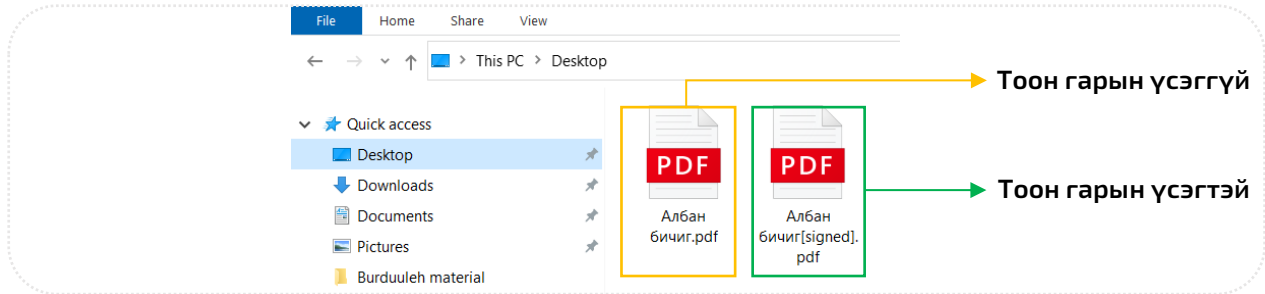 File Home Share View
This PC > Desktop
Тоон гарын үсэггүй
Quick access
Desktop
Downloads
Documents
Pictures
Burduuleh material
PDF
Албан
бичиг.pdf
PDF
Албан
бичиг[signed].
pdf
Тоон гарын үсэгтэй